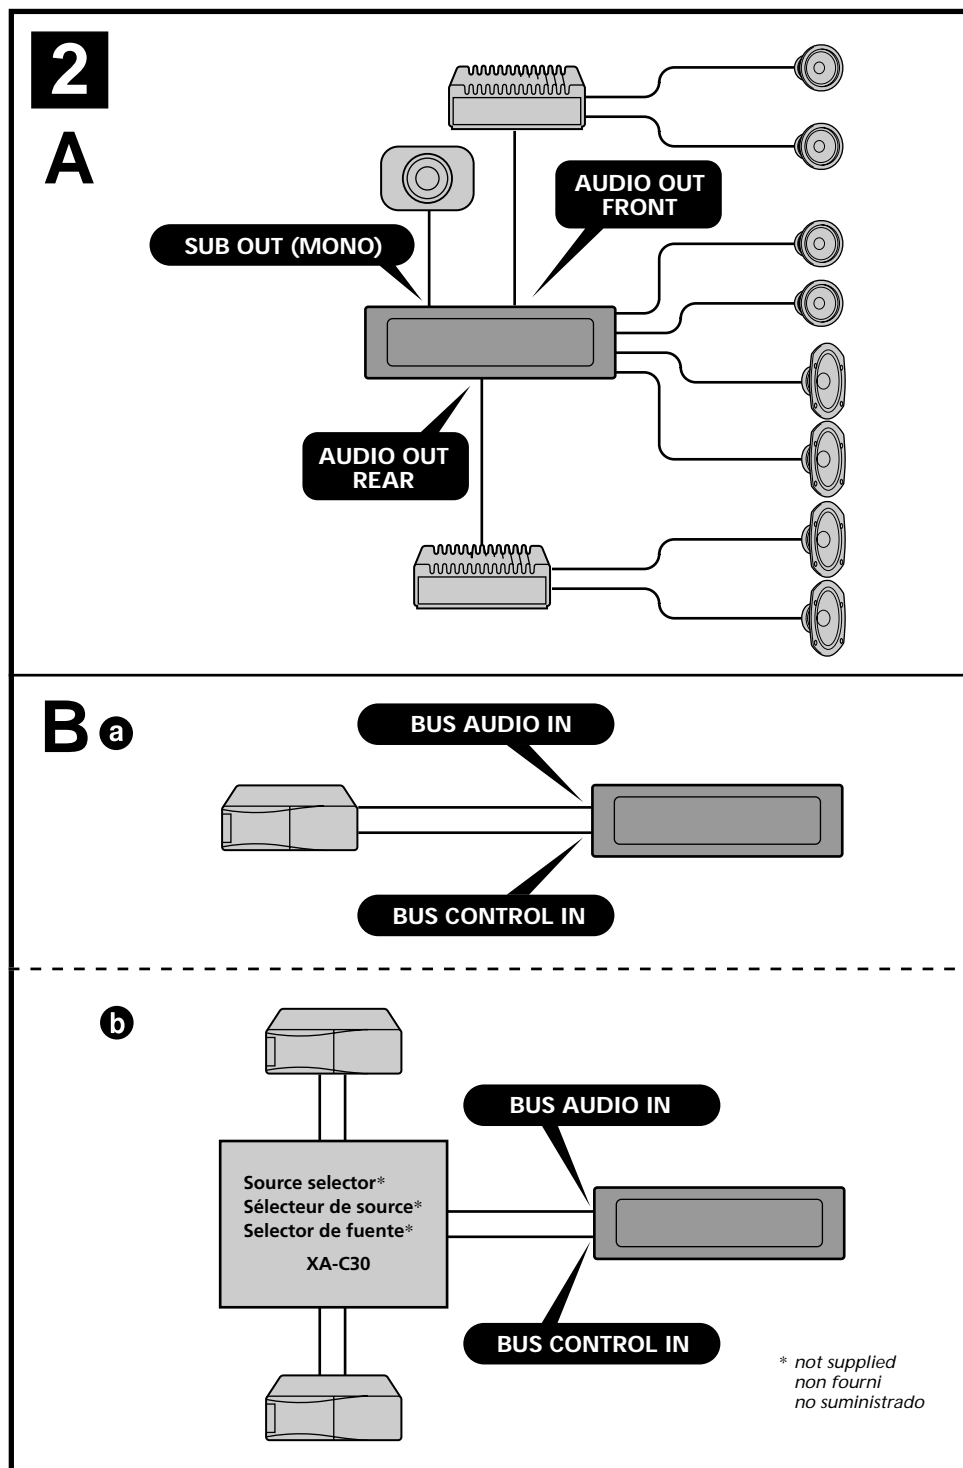 2
A
AUDIO OUT
FRONT
SUB OUT (MONO)
AUDIO OUT
REAR
B a
BUS AUDIO IN
BUS CONTROL IN
b
BUS AUDIO IN
Source selector*
Sélecteur de source*
Selector de fuente*
XA-C30
BUS CONTROL IN
* not supplied
non fourni
no suministrado